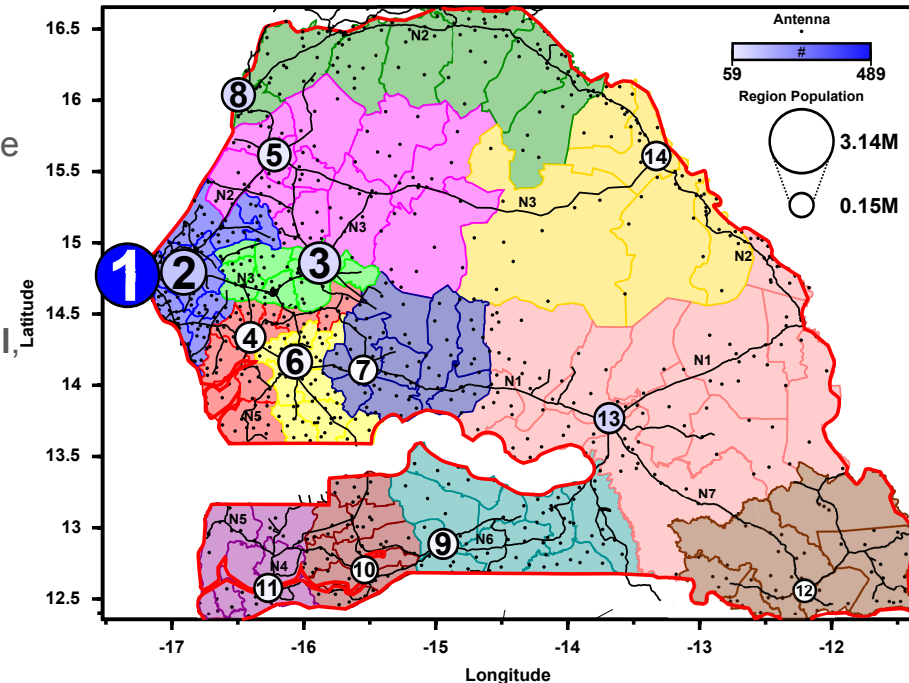 e
l,
Latitude
16.5
16
15.5
15
14.5
14
13.5
13
12.5
-17
-16
-15
-14
-13
-12
Longitude
Antenna
#
59
489
Region Population
3.14M
0.15M
N2
8
5
14
N2
N3
N3
N2
1
2
3
N3
4
6
7
N1
N1
13
N5
N7
N5
9
N6
N4
10
11
12